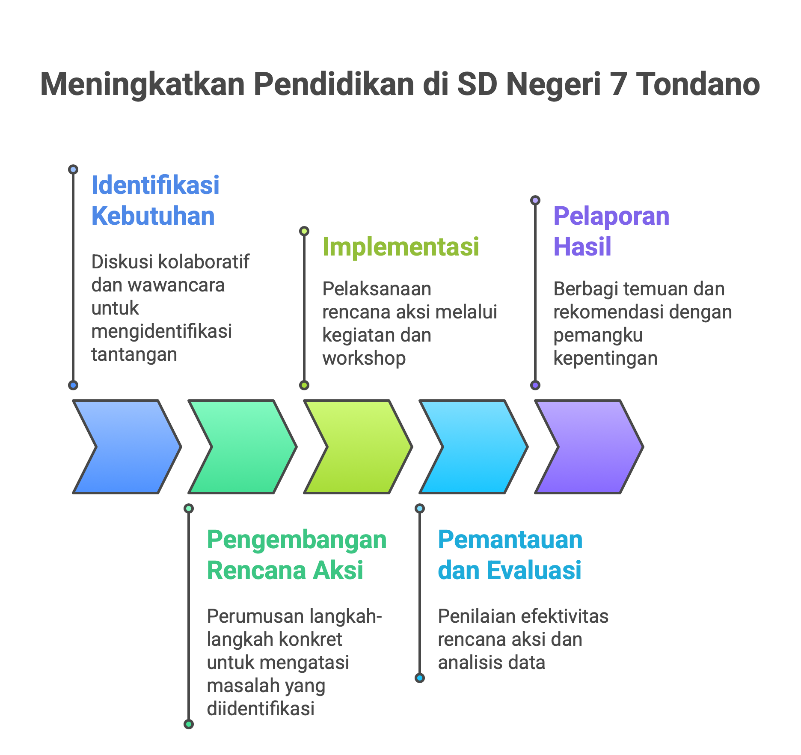 Meningkatkan Pendidikan di SD Negeri 7 Tondano
Identifikasi
Kebutuhan
Diskusi kolaboratif
dan wawancara
untuk
mengidentifikasi
tantangan
Pengembangan
Rencana Aksi
Perumusan langkah-
langkah konkret
untuk mengatasi
masalah yang
diidentifikasi
Implementasi
Pelaksanaan
rencana aksi melalui
kegiatan dan
workshop
Pemantauan
dan Evaluasi
Penilaian efektivitas
rencana aksi dan
analisis data
Pelaporan
Hasil
Berbagi temuan dan
rekomendasi dengan
pemangku
kepentingan